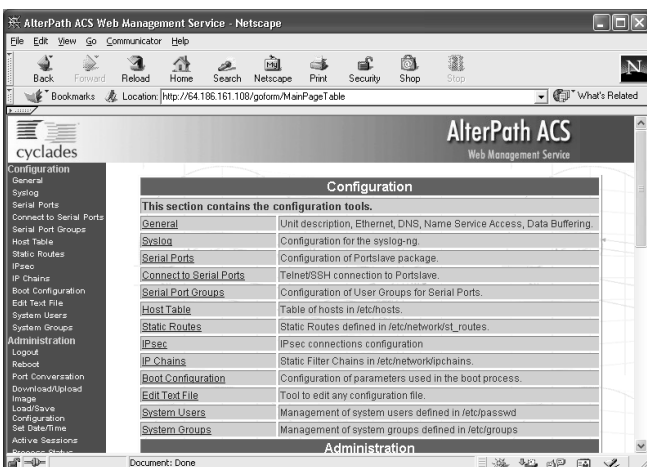 AlterPath ACS Web Management Service - Netscape
File Edit View Go Communicator Help
Back Forward Reload Home Search Netscape Print Security Shop Stop
Bookmarks Location: http://64.186.161.108/goform/MainPageTable What's Related
cyclades
AlterPath ACS
Web Management Service
Configuration
General
Syslog
Serial Ports
Connect to Serial Ports
Serial Port Groups
Host Table
Static Routes
IPsec
IP Chains
Boot Configuration
Edit Text File
System Users
System Groups
Administration
Logout
Reboot
Port Conversation
Download/Upload
Image
Load/Save
Configuration
Set Date/Time
Active Sessions
Process Status
Configuration
This section contains the configuration tools.
General Unit description, Ethernet, DNS, Name Service Access, Data Buffering.
Syslog Configuration for the syslog-ng.
Serial Ports Configuration of Portslave package.
Connect to Serial Ports Telnet/SSH connection to Portslave.
Serial Port Groups Configuration of User Groups for Serial Ports.
Host Table Table of hosts in /etc/hosts.
Static Routes Static Routes defined in /etc/network/st_routes.
IPsec IPsec connections configuration
IP Chains Static Filter Chains in /etc/network/ipchains.
Boot Configuration Configuration of parameters used in the boot process.
Edit Text File Tool to edit any configuration file.
System Users Management of system users defined in /etc/passwd
System Groups Management of system groups defined in /etc/groups
Administration
Document: Done